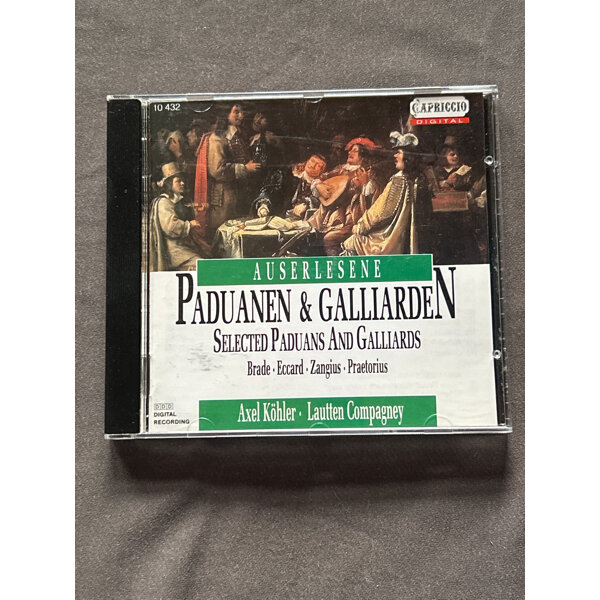 10 432
CAPRICCIO
DIGITAL
AUSERLESENE
PADUANEN & GALLIARDEN
SELECTED PADUANS AND GALLIARDS
Brade · Eccard · Zangius · Praetorius
DDD
DIGITAL
RECORDING
Axel Köhler · Lautten Compagney